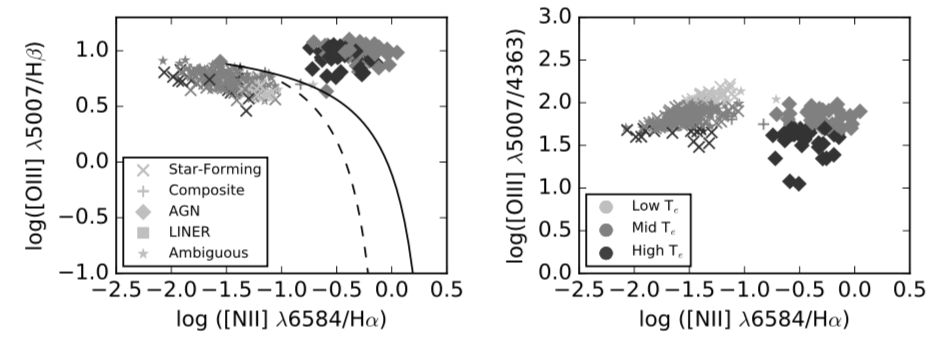 log([OIII] λ5007/Hβ)
1.0
0.5
0.0
−0.5
−1.0
Star-Forming
Composite
AGN
LINER
Ambiguous
−2.5 −2.0 −1.5 −1.0 −0.5 0.0 0.5
log ([NII] λ6584/Hα)
log([OIII] λ5007/4363)
3.0
2.5
2.0
1.5
1.0
0.5
0.0
Low Te
Mid Te
High Te
−2.5 −2.0 −1.5 −1.0 −0.5 0.0 0.5
log ([NII] λ6584/Hα)